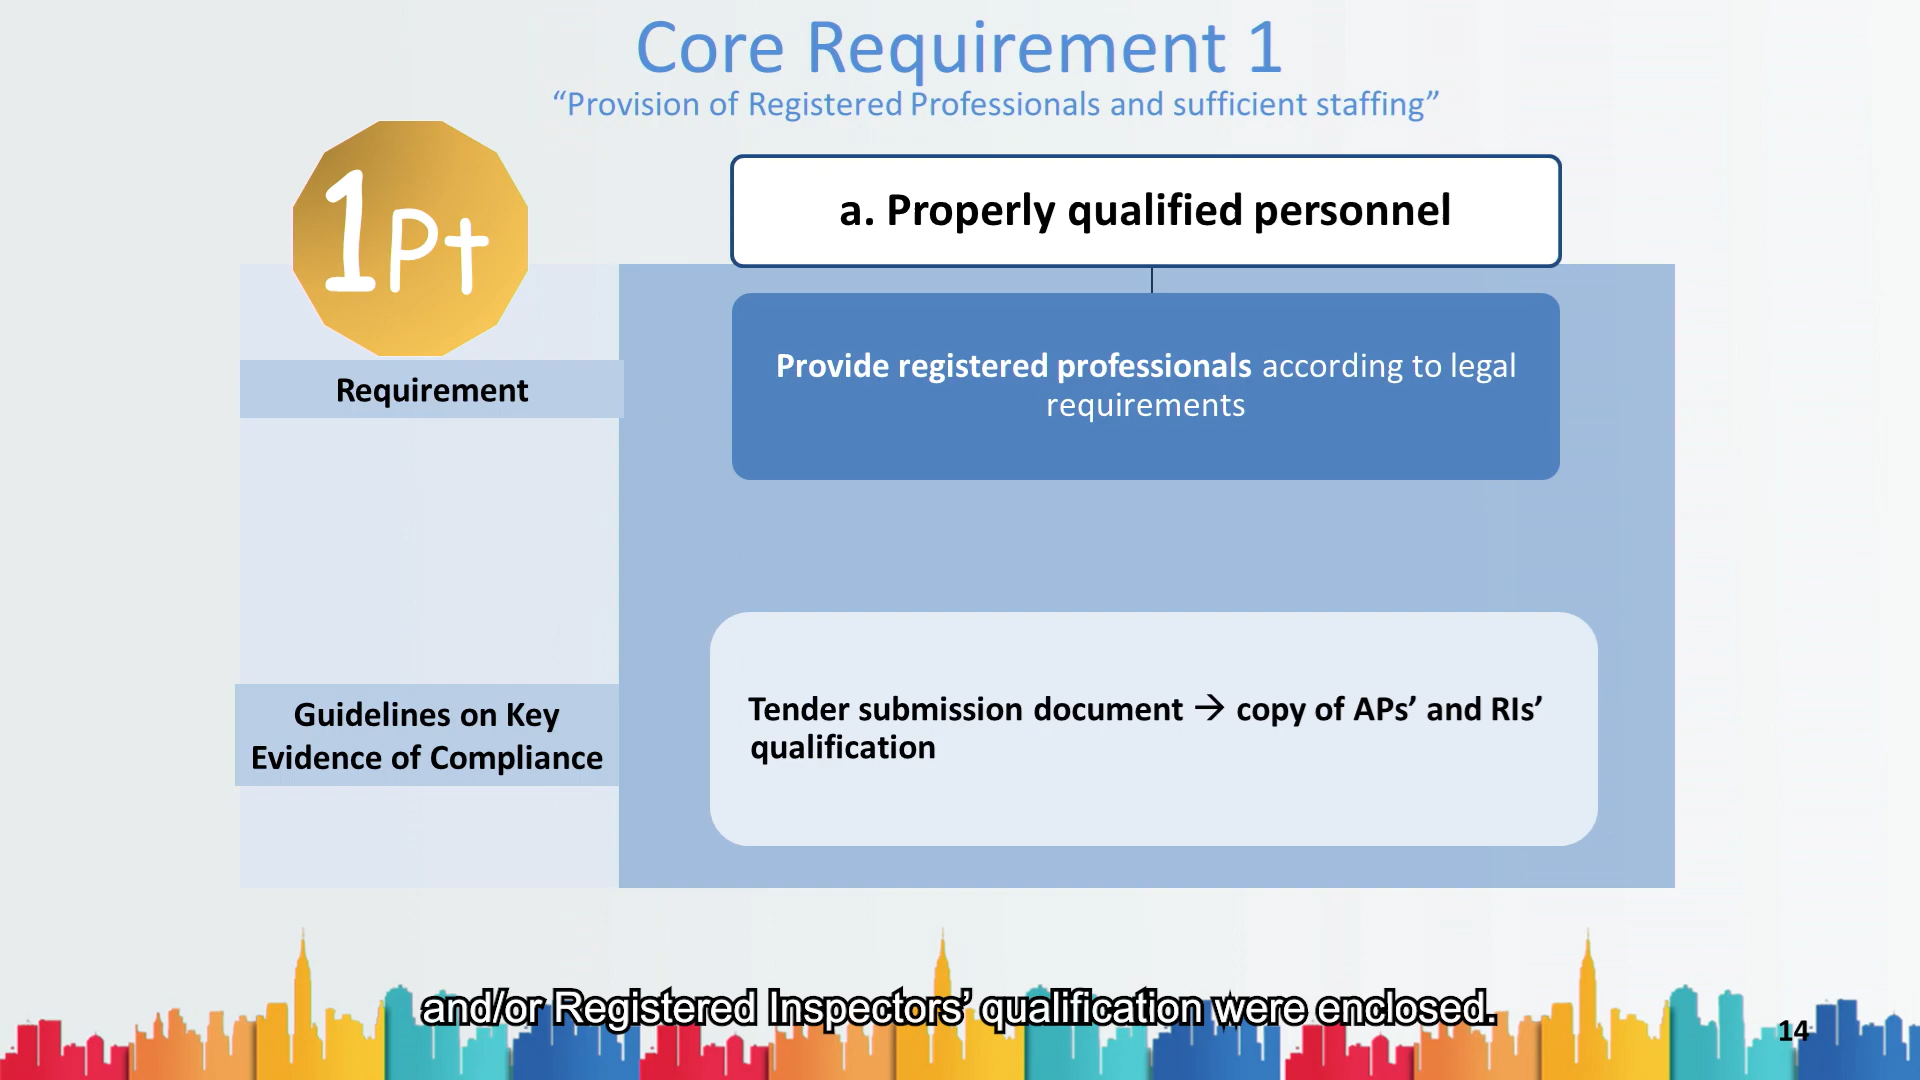 Core Requirement 1
“Provision of Registered Professionals and sufficient staffing”
1Pt
a. Properly qualified personnel
Requirement
Provide registered professionals according to legal
requirements
Guidelines on Key
Evidence of Compliance
Tender submission document → copy of APs’ and RIs’
qualification
and/or Registered Inspectors’ qualification were enclosed.
14